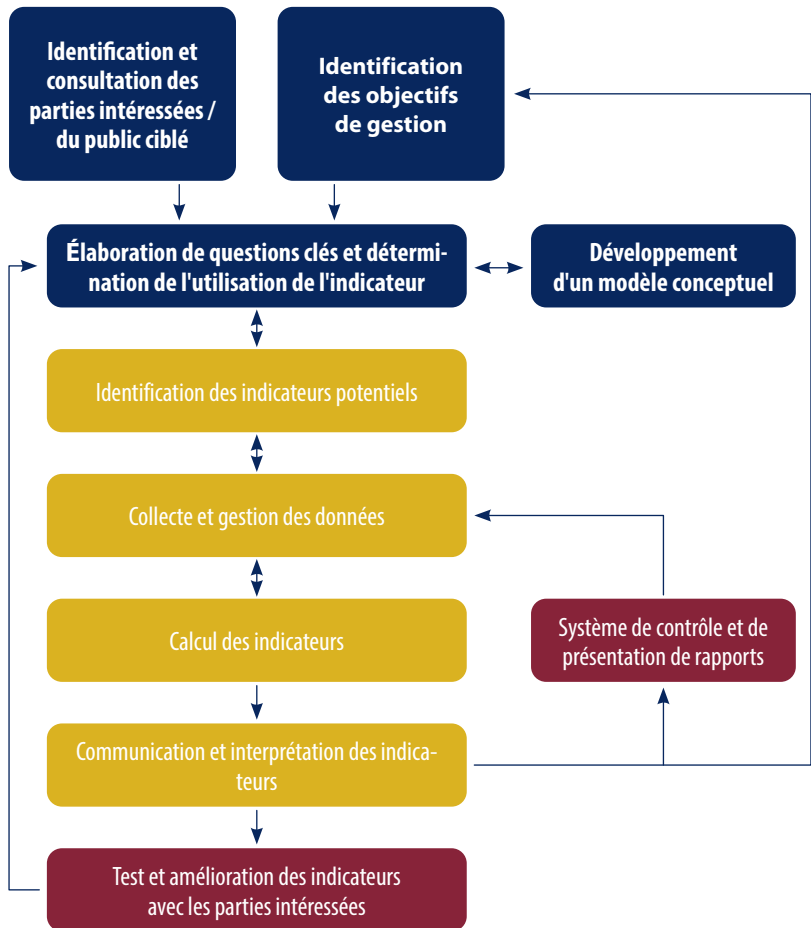 Identification et
consultation des
parties intéressées /
du public ciblé
Identification
des objectifs
de gestion
Élaboration de questions clés et détermi-
nation de l'utilisation de l'indicateur
Développement
d'un modèle conceptuel
Identification des indicateurs potentiels
Collecte et gestion des données
Calcul des indicateurs
Système de contrôle et de
présentation de rapports
Communication et interprétation des indica-
teurs
Test et amélioration des indicateurs
avec les parties intéressées